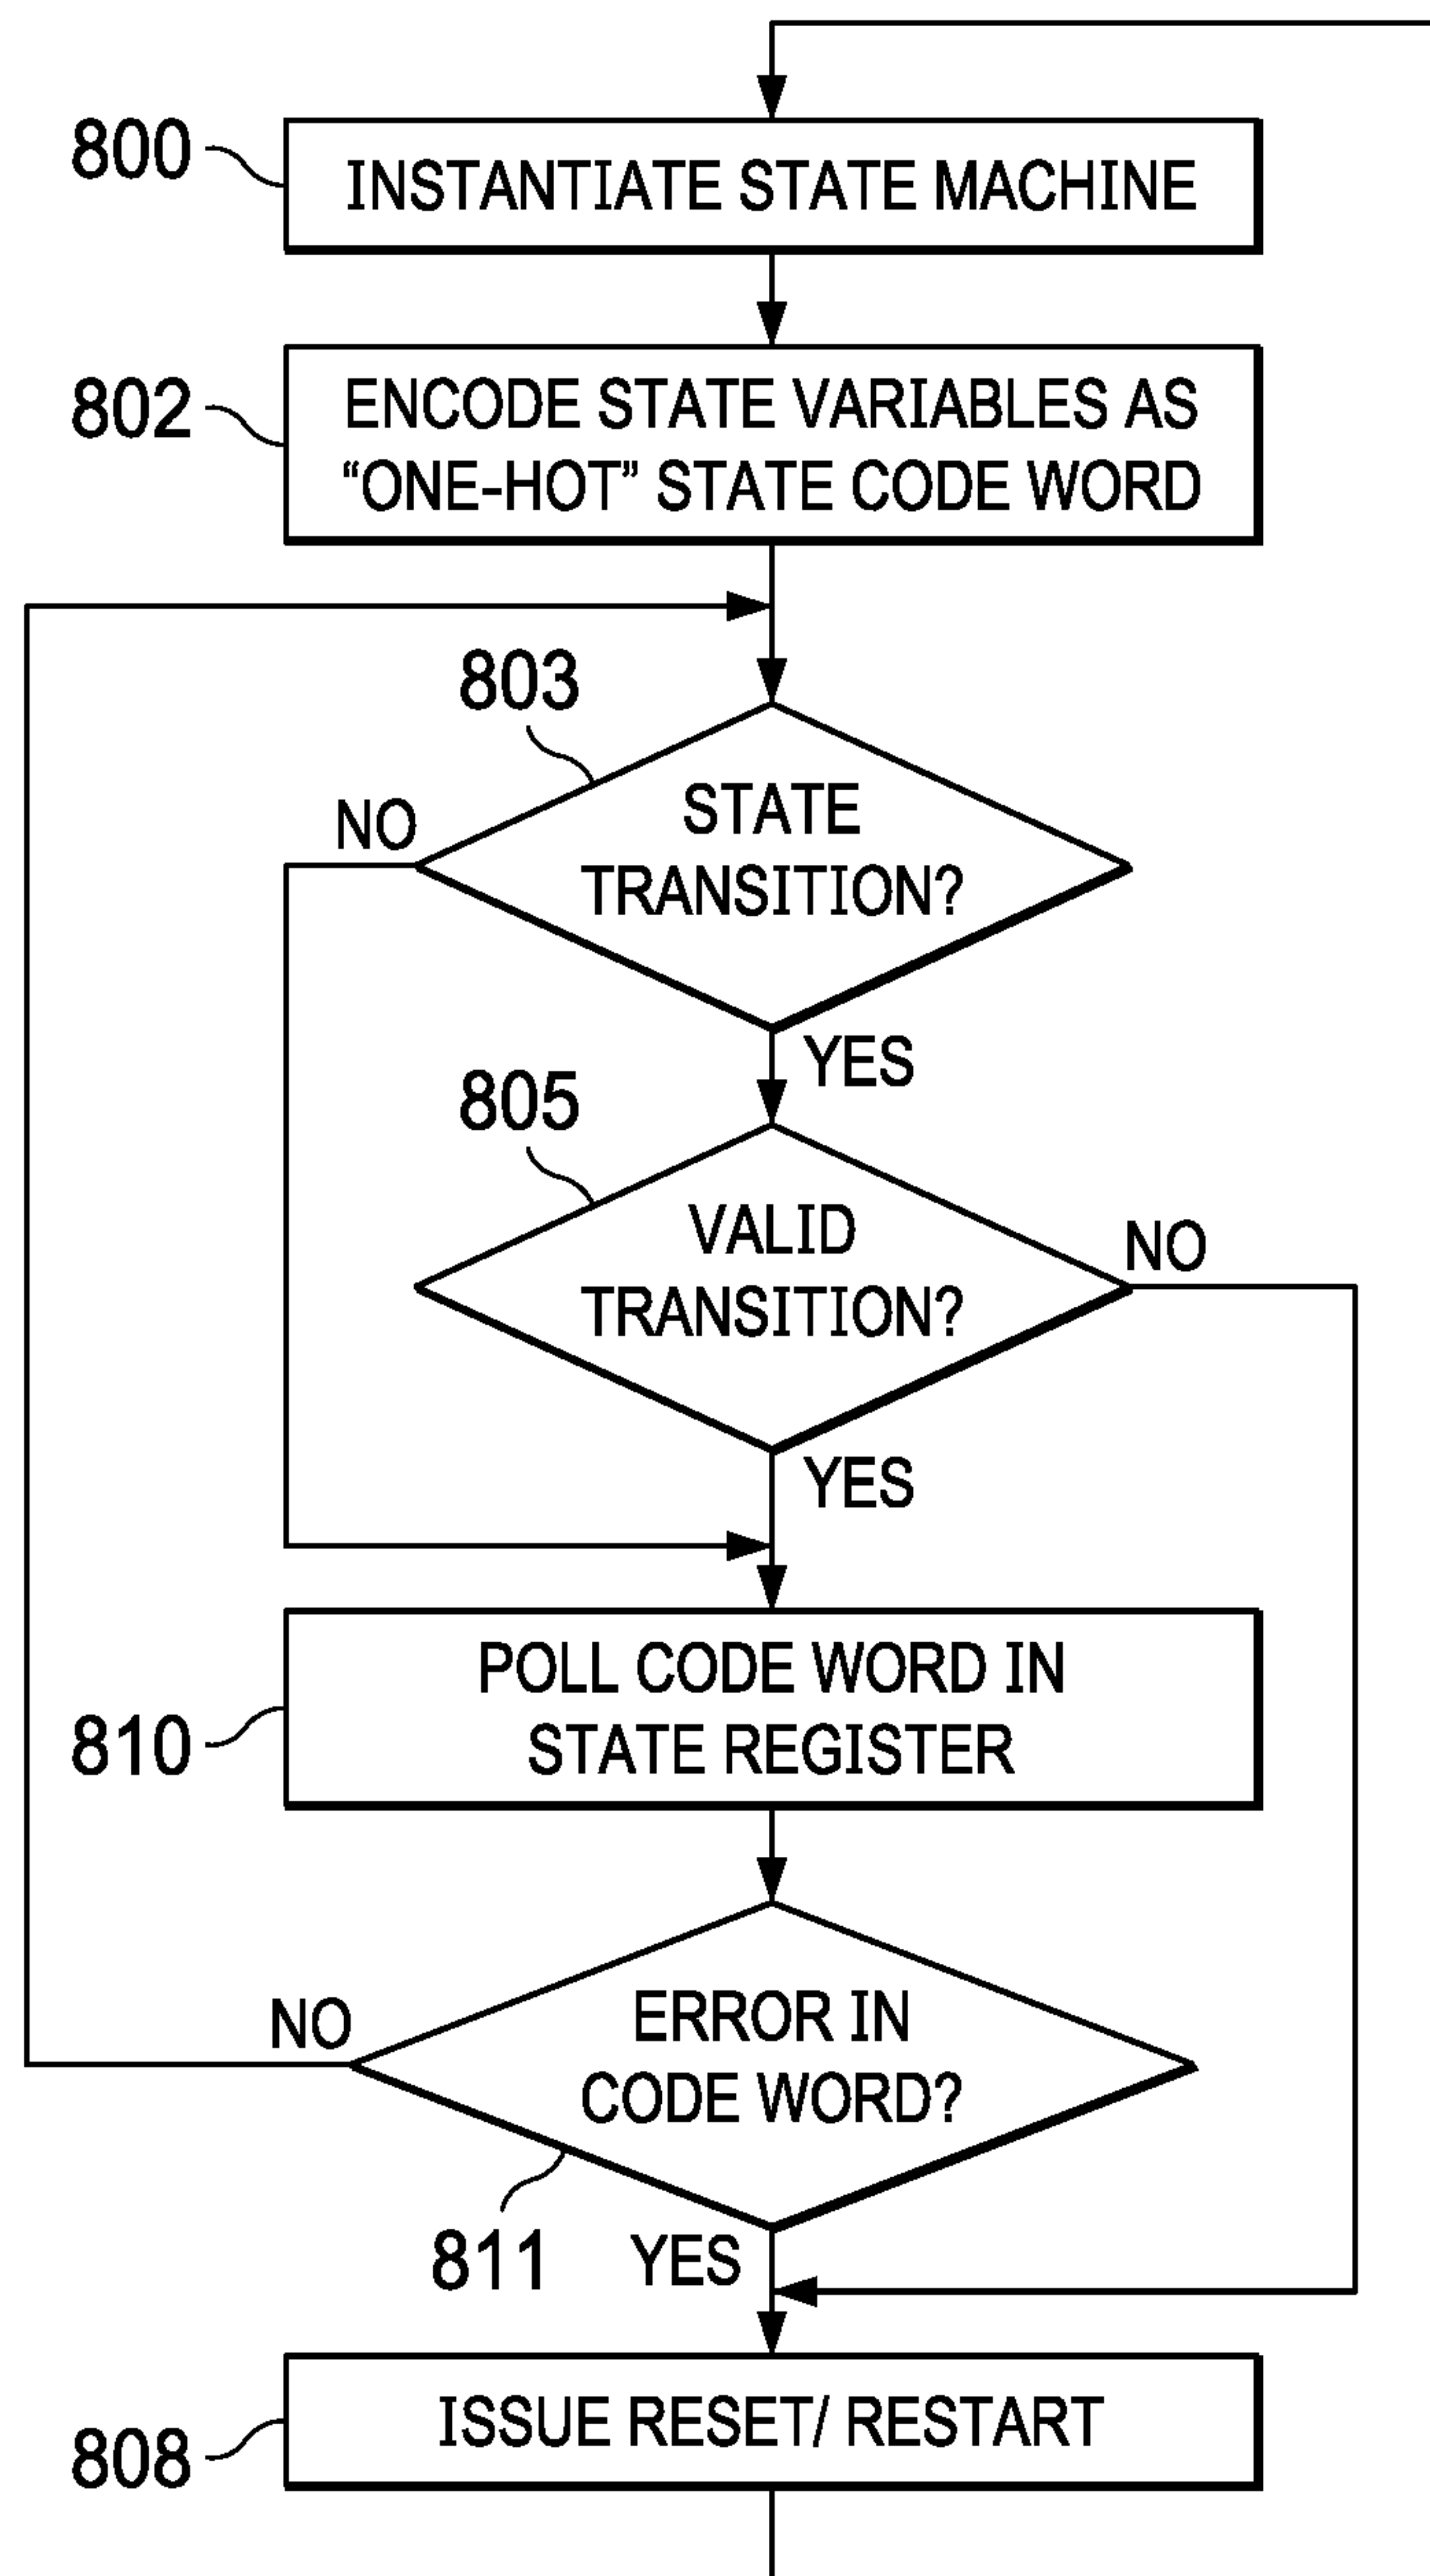 800
INSTANTIATE STATE MACHINE
802
ENCODE STATE VARIABLES AS
“ONE-HOT” STATE CODE WORD
803
NO
STATE
TRANSITION?
YES
805
VALID
TRANSITION?
NO
YES
810
POLL CODE WORD IN
STATE REGISTER
NO
ERROR IN
CODE WORD?
811
YES
808
ISSUE RESET/ RESTART